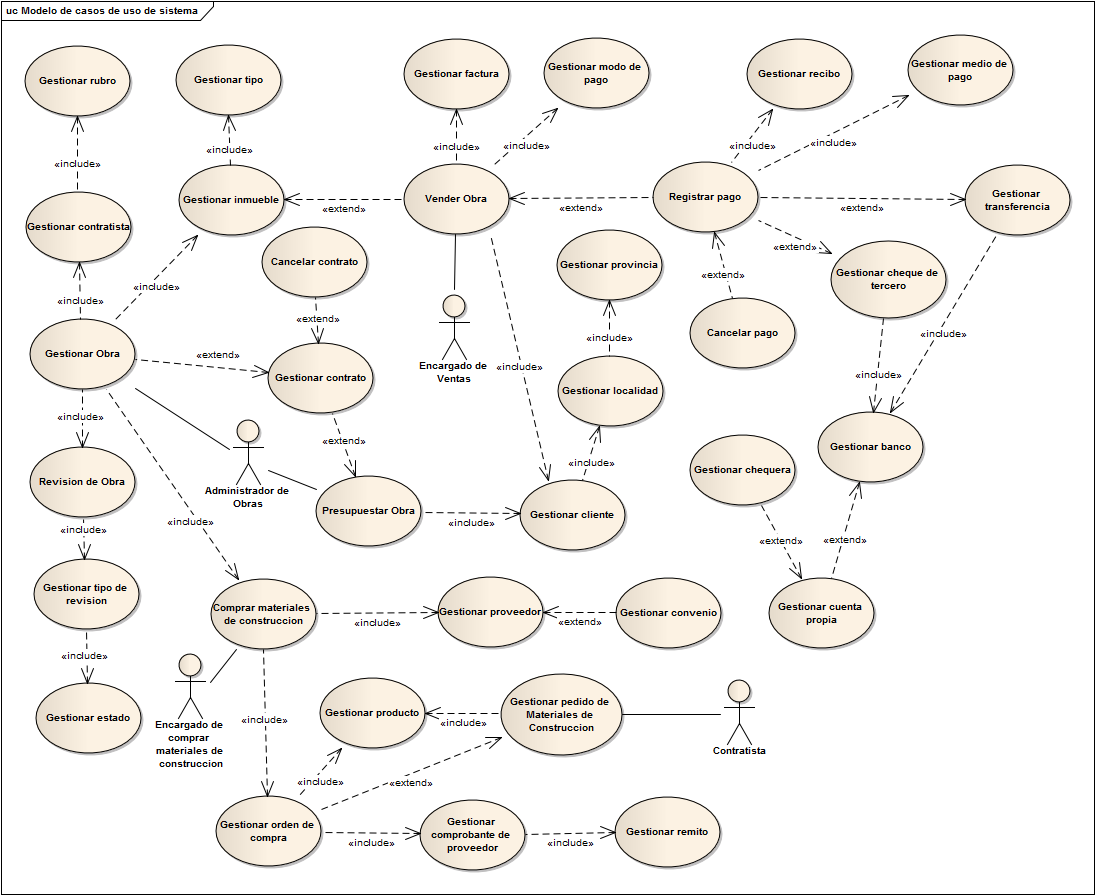 uc Modelo de casos de uso de sistema
Gestionar rubro
Gestionar tipo
Gestionar factura
Gestionar modo de
pago
Gestionar recibo
Gestionar medio de
pago
«include»
«include»
«include»
«include»
«include»
«include»
Gestionar contratista
Gestionar inmueble
Vender Obra
Registrar pago
Gestionar
transferencia
«extend»
«extend»
«extend»
Cancelar contrato
Gestionar provincia
«extend»
Gestionar cheque de
tercero
«include»
«include»
«extend»
«extend»
Cancelar pago
Gestionar Obra
«extend»
Gestionar contrato
Encargado de
Ventas
«include»
«include»
«include»
«include»
Gestionar localidad
«include»
«extend»
«include»
Gestionar banco
Gestionar chequera
Revision de Obra
Administrador de
Obras
Presupuestar Obra
Gestionar cliente
«include»
«include»
«include»
«extend»
«extend»
Gestionar tipo de
revision
Comprar materiales
de construccion
Gestionar proveedor
Gestionar convenio
Gestionar cuenta
propia
«include»
«extend»
«include»
Gestionar estado
Encargado de
comprar
materiales de
construccion
«include»
Gestionar producto
«include»
Gestionar pedido de
Materiales de
Construccion
Contratista
«include»
«extend»
Gestionar orden de
compra
«include»
Gestionar
comprobante de
proveedor
«include»
Gestionar remito